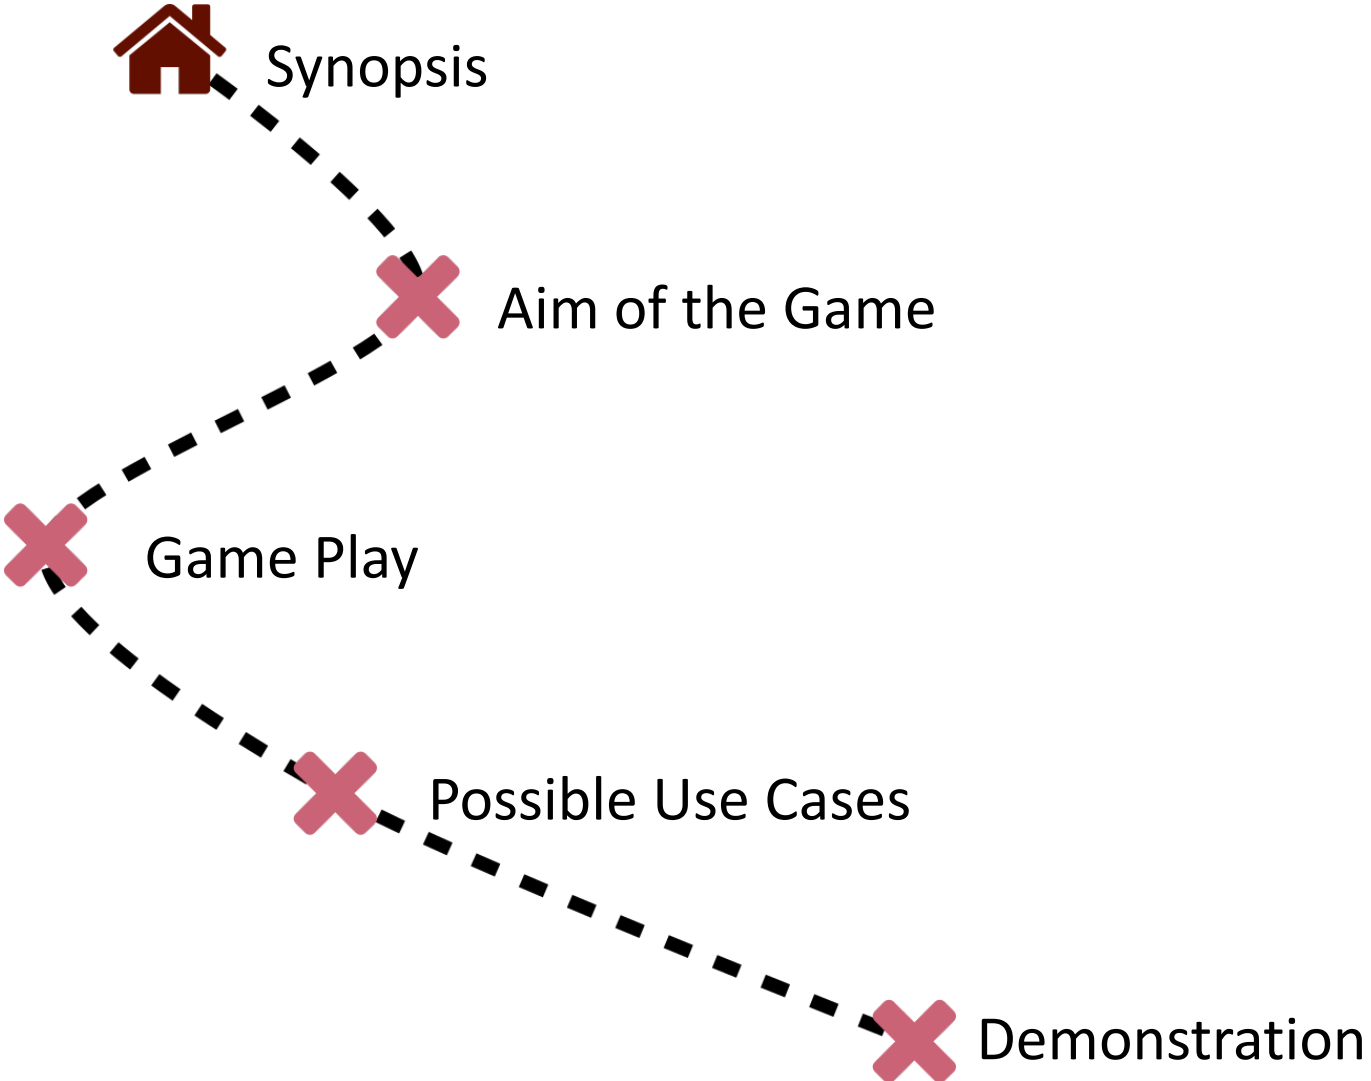 Synopsis
Aim of the Game
Game Play
Possible Use Cases
Demonstration